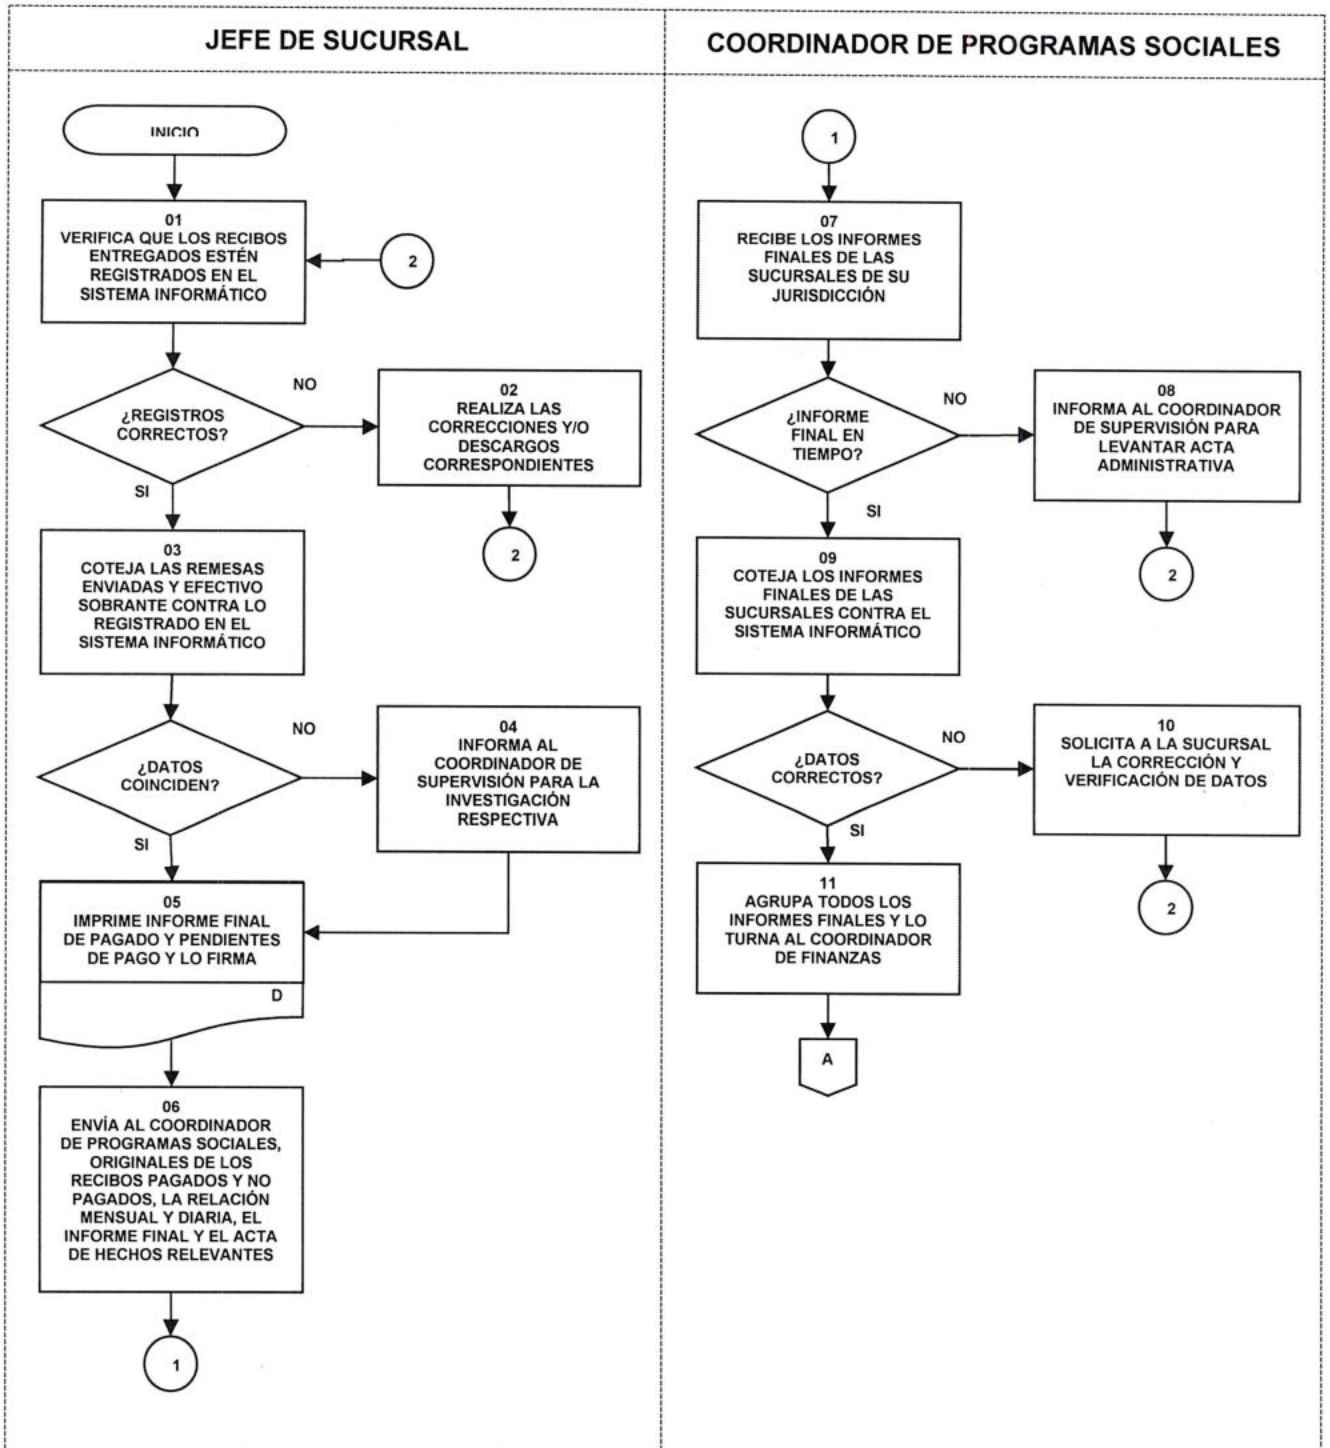 JEFE DE SUCURSAL
INICIO
01
VERIFICA QUE LOS RECIBOS
ENTREGADOS ESTÉN
REGISTRADOS EN EL
SISTEMA INFORMÁTICO
2
¿REGISTROS
CORRECTOS?
NO
02
REALIZA LAS
CORRECCIONES Y/O
DESCARGOS
CORRESPONDIENTES
2
SI
03
COTEJA LAS REMESAS
ENVIADAS Y EFECTIVO
SOBRANTE CONTRA LO
REGISTRADO EN EL
SISTEMA INFORMÁTICO
¿DATOS
COINCIDEN?
NO
04
INFORMA AL
COORDINADOR DE
SUPERVISIÓN PARA LA
INVESTIGACIÓN
RESPECTIVA
SI
05
IMPRIME INFORME FINAL
DE PAGADO Y PENDIENTES
DE PAGO Y LO FIRMA
D
06
ENVÍA AL COORDINADOR
DE PROGRAMAS SOCIALES,
ORIGINALES DE LOS
RECIBOS PAGADOS Y NO
PAGADOS, LA RELACIÓN
MENSUAL Y DIARIA, EL
INFORME FINAL Y EL ACTA
DE HECHOS RELEVANTES
1
COORDINADOR DE PROGRAMAS SOCIALES
1
07
RECIBE LOS INFORMES
FINALES DE LAS
SUCURSALES DE SU
JURISDICCIÓN
¿INFORME
FINAL EN
TIEMPO?
NO
08
INFORMA AL COORDINADOR
DE SUPERVISIÓN PARA
LEVANTAR ACTA
ADMINISTRATIVA
2
SI
09
COTEJA LOS INFORMES
FINALES DE LAS
SUCURSALES CONTRA EL
SISTEMA INFORMÁTICO
¿DATOS
CORRECTOS?
NO
10
SOLICITA A LA SUCURSAL
LA CORRECCIÓN Y
VERIFICACIÓN DE DATOS
2
SI
11
AGRUPA TODOS LOS
INFORMES FINALES Y LO
TURNA AL COORDINADOR
DE FINANZAS
A